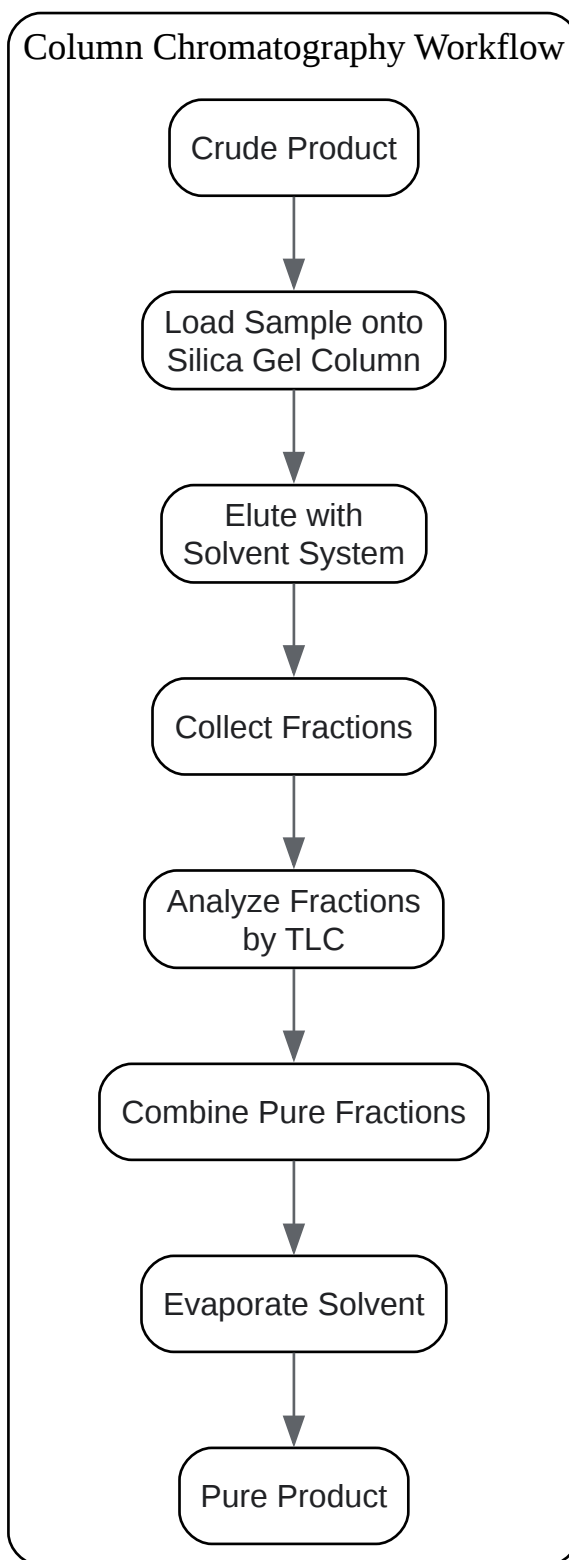 Column Chromatography Workflow
Crude Product
Load Sample onto
Silica Gel Column
Elute with
Solvent System
Collect Fractions
Analyze Fractions
by TLC
Combine Pure Fractions
Evaporate Solvent
Pure Product